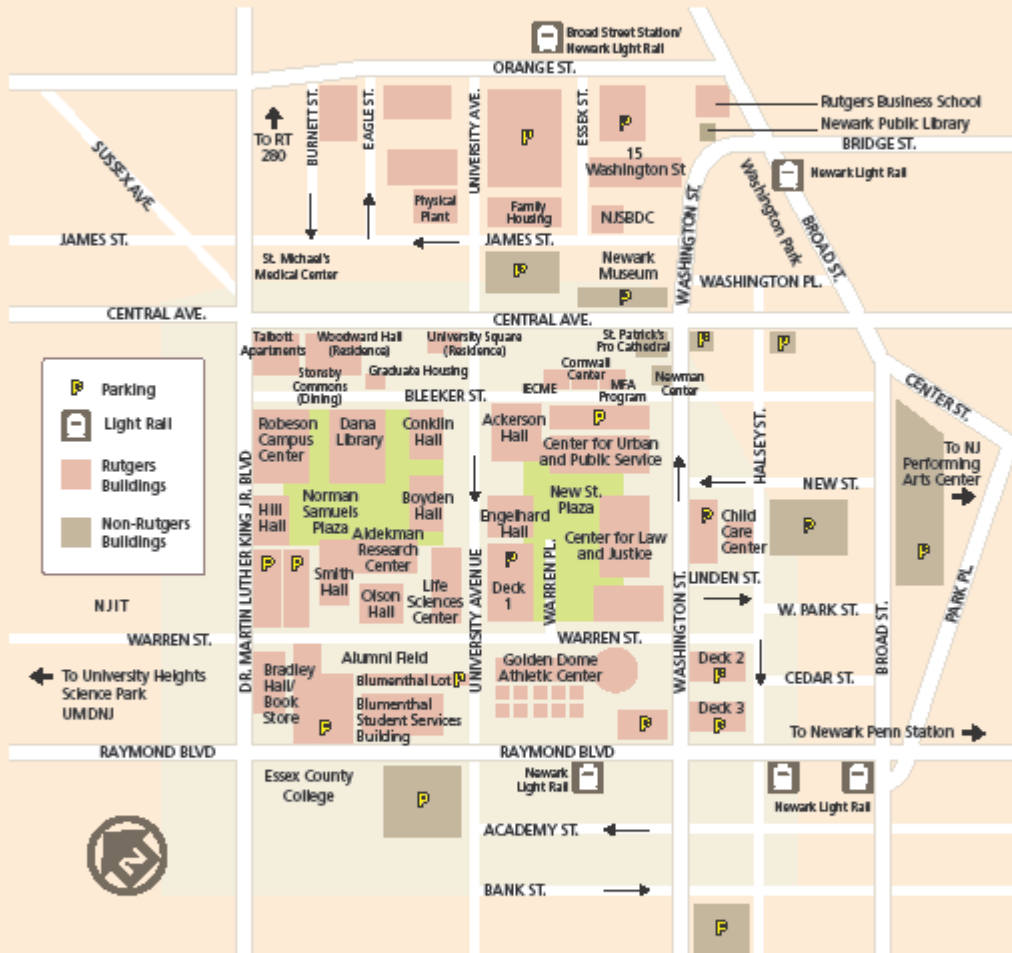 Broad Street Station/
Newark Light Rail
ORANGE ST.
BURNETT ST.
EAGLE ST.
UNIVERSITY AVE.
ESSEX ST.
P
P
Rutgers Business School
Newark Public Library
BRIDGE ST.
To RT
280
SUSSEX AVE.
15
Washington St
Newark Light Rail
Washington Park
BROAD ST.
WASHINGTON ST.
Physical
Plant
Family
Housing
NJSBDC
JAMES ST.
JAMES ST.
St. Michael's
Medical Center
P
Newark
Museum
P
WASHINGTON PL.
CENTRAL AVE.
CENTRAL AVE.
Talbott
Apartments
Woodward Hall
(Residence)
University Square
(Residence)
St. Patrick's
Pro Cathedral
P
P
Stonsby
Commons
(Dining)
Graduate Housing
Cornwall
Center
IECME
MFA
Program
Newman
Center
CENTER ST.
BLEEKER ST.
P Parking
Light Rail
Rutgers
Buildings
Non-Rutgers
Buildings
Robeson
Campus
Center
Dana
Library
Conklin
Hall
Ackerson
Hall
P
Center for Urban
and Public Service
HALSEY ST.
To NJ
Performing
Arts Center
NEW ST.
DR. MARTIN LUTHER KING JR. BLVD
Hill
Hall
Norman
Samuels
Plaza
Boyden
Hall
New St.
Plaza
Engelhard
Hall
P
Child
Care
Center
P
P
Aldekman
Research
Center
Center for Law
and Justice
P
P
Smith
Hall
Olson
Hall
Life
Sciences
Center
UNIVERSITY AVENUE
P
Deck
1
WARREN PL.
WASHINGTON ST.
LINDEN ST.
W. PARK ST.
BROAD ST.
PARK PL.
NJIT
WARREN ST.
WARREN ST.
To University Heights
Science Park
UMDNJ
Bradley
Hall/
Book
Store
Alumni Field
Blumenthal Lot
P
Blumenthal
Student Services
Building
P
Golden Dome
Athletic Center
P
Deck 2
P
CEDAR ST.
Deck 3
P
To Newark Penn Station
RAYMOND BLVD
RAYMOND BLVD
Essex County
College
P
Newark
Light Rail
Newark Light Rail
ACADEMY ST.
N
BANK ST.
P